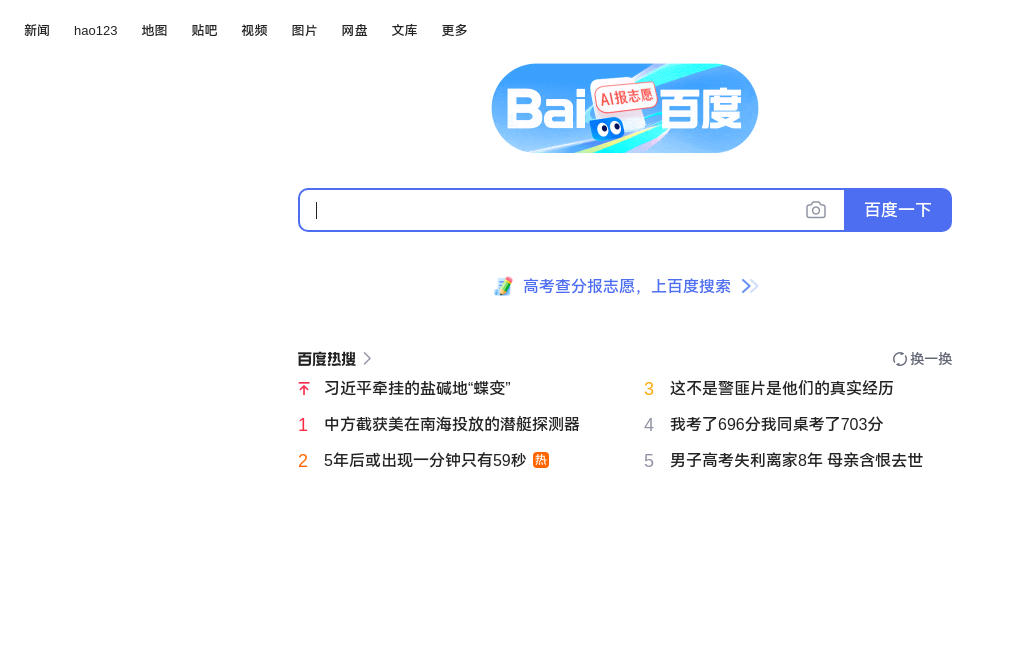 新闻 hao123 地图 贴吧 视频 图片 网盘 文库 更多
Bai AI报志愿 百度
百度一下
高考查分报志愿，上百度搜索
百度热搜 换一换
习近平牵挂的盐碱地“蝶变”
3 这不是警匪片是他们的真实经历
1 中方截获美在南海投放的潜艇探测器
4 我考了696分我同桌考了703分
2 5年后或出现一分钟只有59秒 热
5 男子高考失利离家8年 母亲含恨去世